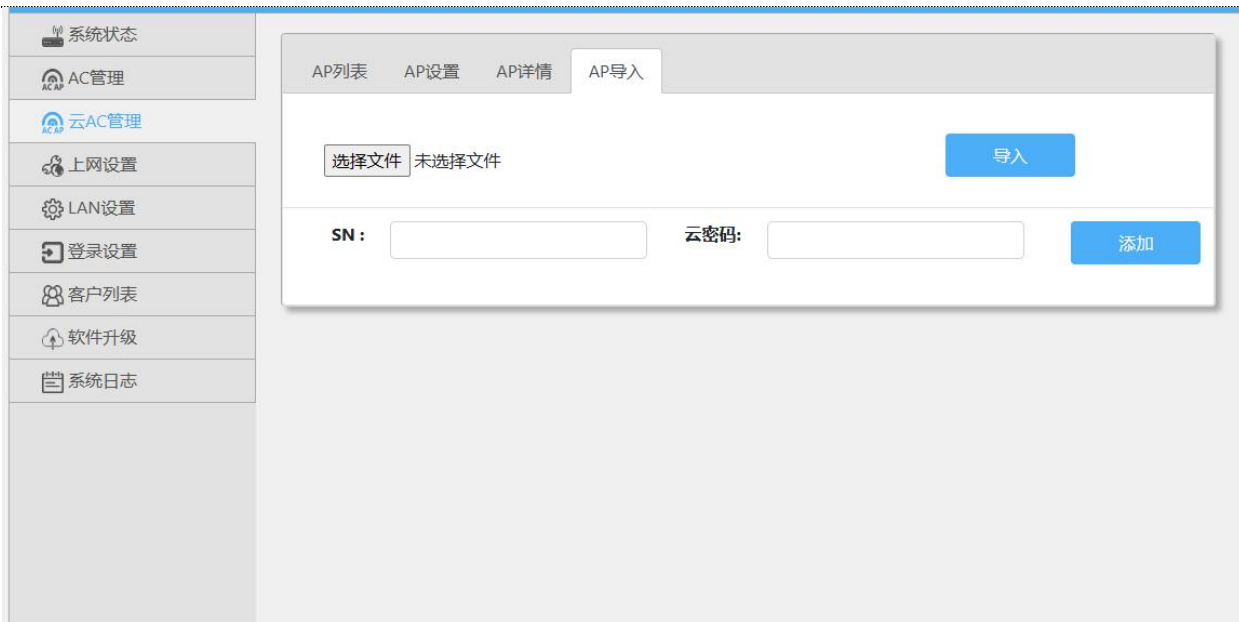 系统状态
AC管理
云AC管理
上网设置
LAN设置
登录设置
客户列表
软件升级
系统日志
AP列表 AP设置 AP详情 AP导入
选择文件 未选择文件 导入
SN : 云密码: 添加